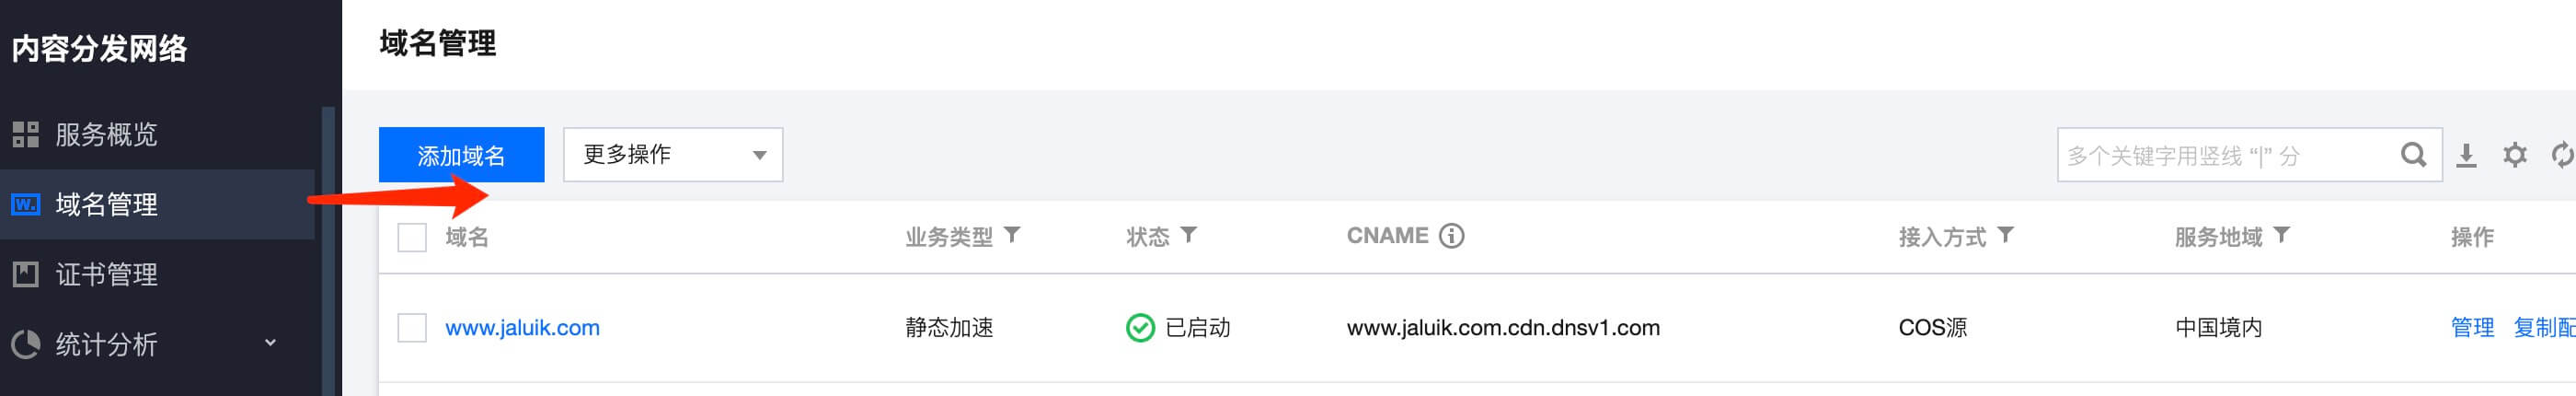 内容分发网络
服务概览
域名管理
证书管理
统计分析
域名管理
添加域名 更多操作 多个关键字用竖线 “|” 分
域名 业务类型 状态 CNAME 接入方式 服务地域 操作
www.jaluik.com 静态加速 已启动 www.jaluik.com.cdn.dnsv1.com COS源 中国境内 管理 复制配